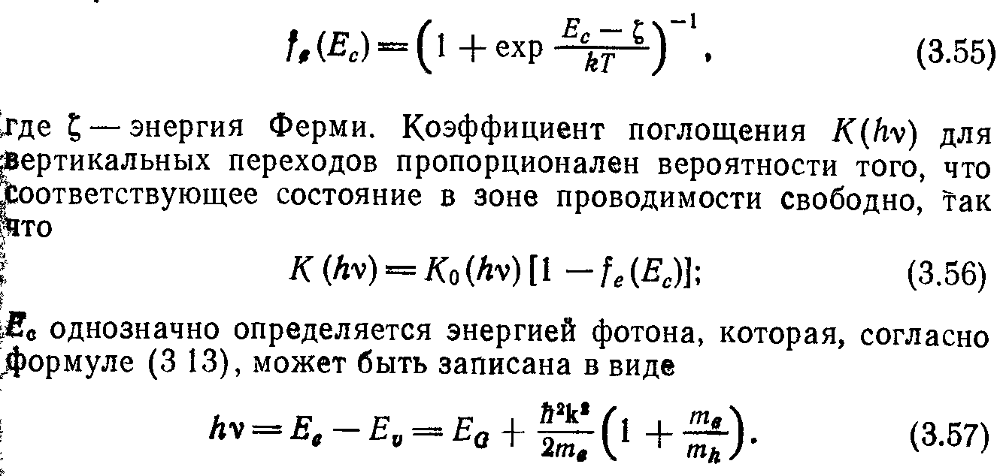 f_e(E_c) = (1 + exp (E_c − ζ)/kT)^−1, (3.55)
где ζ — энергия Ферми. Коэффициент поглощения K(hν) для
вертикальных переходов пропорционален вероятности того, что
соответствующее состояние в зоне проводимости свободно, так
что
K (hν) = K_0 (hν) [1 − f_e (E_c)]; (3.56)
E_c однозначно определяется энергией фотона, которая, согласно
формуле (3 13), может быть записана в виде
hν = E_c − E_v = E_G + ħ²k²/2m_e (1 + m_e/m_h). (3.57)